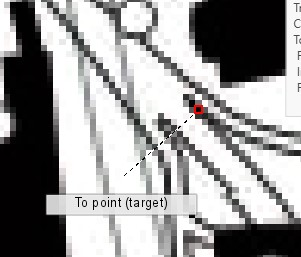 To point (target)